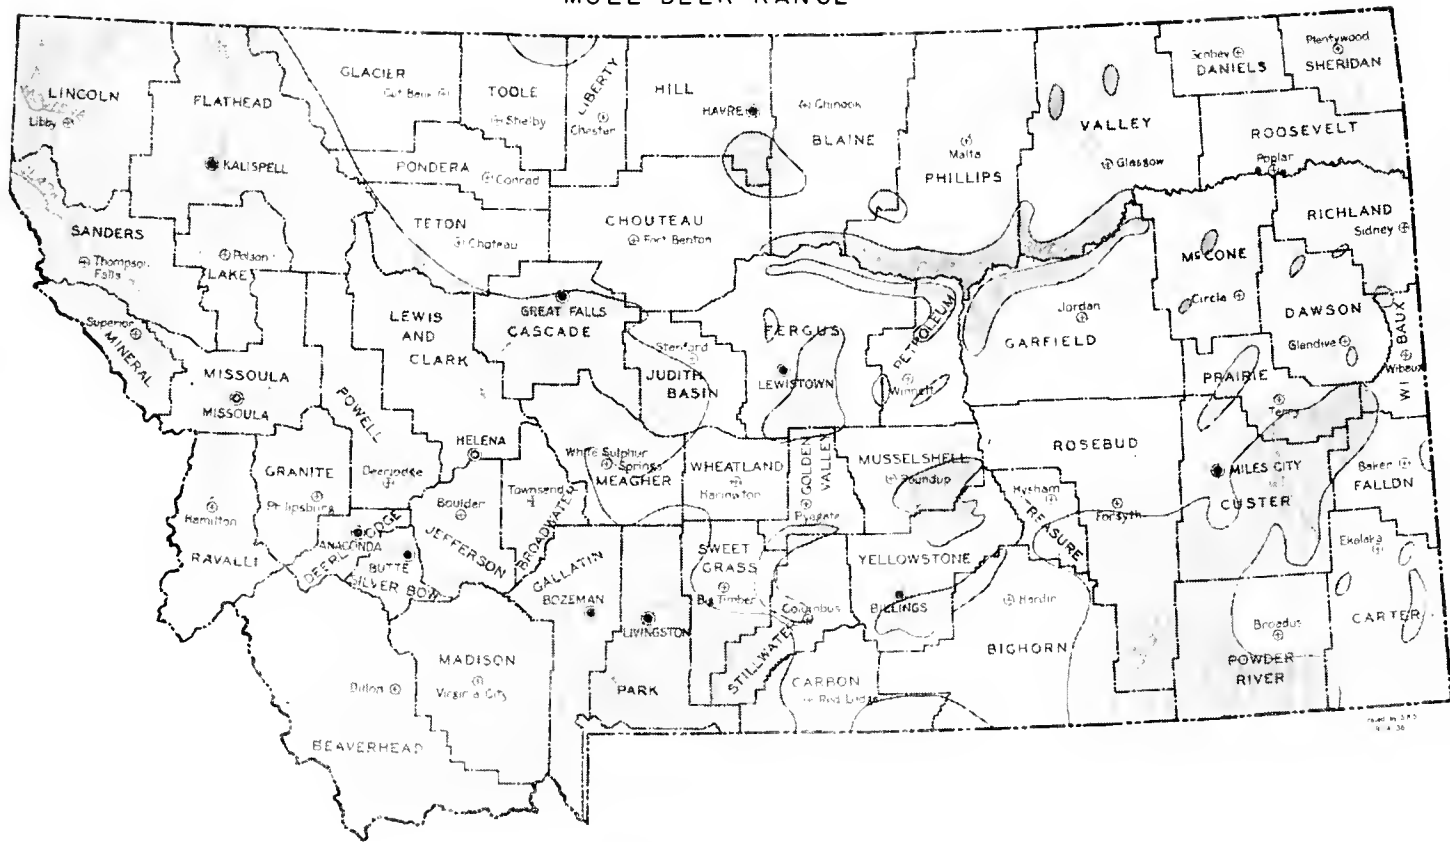 MULE DEER RANGE
LINCOLN
Libby
FLATHEAD
KALISPELL
GLACIER
Cut Bank
TOOLE
Shelby
LIBERTY
Chester
HILL
HAVRE
Chinook
BLAINE
Malta
PHILLIPS
VALLEY
Glasgow
Scobey
DANIELS
Plentywood
SHERIDAN
ROOSEVELT
Poplar
PONDERA
Conrad
TETON
Choteau
CHOUTEAU
Fort Benton
SANDERS
Thompson
Falls
Polson
LAKE
RICHLAND
Sidney
McCONE
Circle
DAWSON
Glendive
WIBAUX
Wibaux
Superior
MINERAL
MISSOULA
MISSOULA
POWELL
LEWIS
AND
CLARK
GREAT FALLS
CASCADE
Stanford
JUDITH
BASIN
FERGUS
LEWISTOWN
PETROLEUM
Winnett
Jordan
GARFIELD
PRAIRIE
Terry
HELENA
GRANITE
Philipsburg
Deerlodge
Boulder
JEFFERSON
Townsend
BROADWATER
White Sulphur
Springs
MEAGHER
WHEATLAND
Harlowton
GOLDEN
VALLEY
Ryegate
MUSSELSHELL
Roundup
Hysham
TREASURE
ROSEBUD
Forsyth
MILES CITY
CUSTER
Baker
FALLON
Ekalaka
Hamilton
RAVALLI
ANACONDA
DEERLODGE
BUTTE
SILVER BOW
GALLATIN
BOZEMAN
LIVINGSTON
PARK
SWEET
GRASS
Big Timber
STILLWATER
Columbus
YELLOWSTONE
BILLINGS
Hardin
BIGHORN
CARTER
Broadus
POWDER
RIVER
MADISON
Virginia City
Dillon
BEAVERHEAD
CARBON
Red Lodge